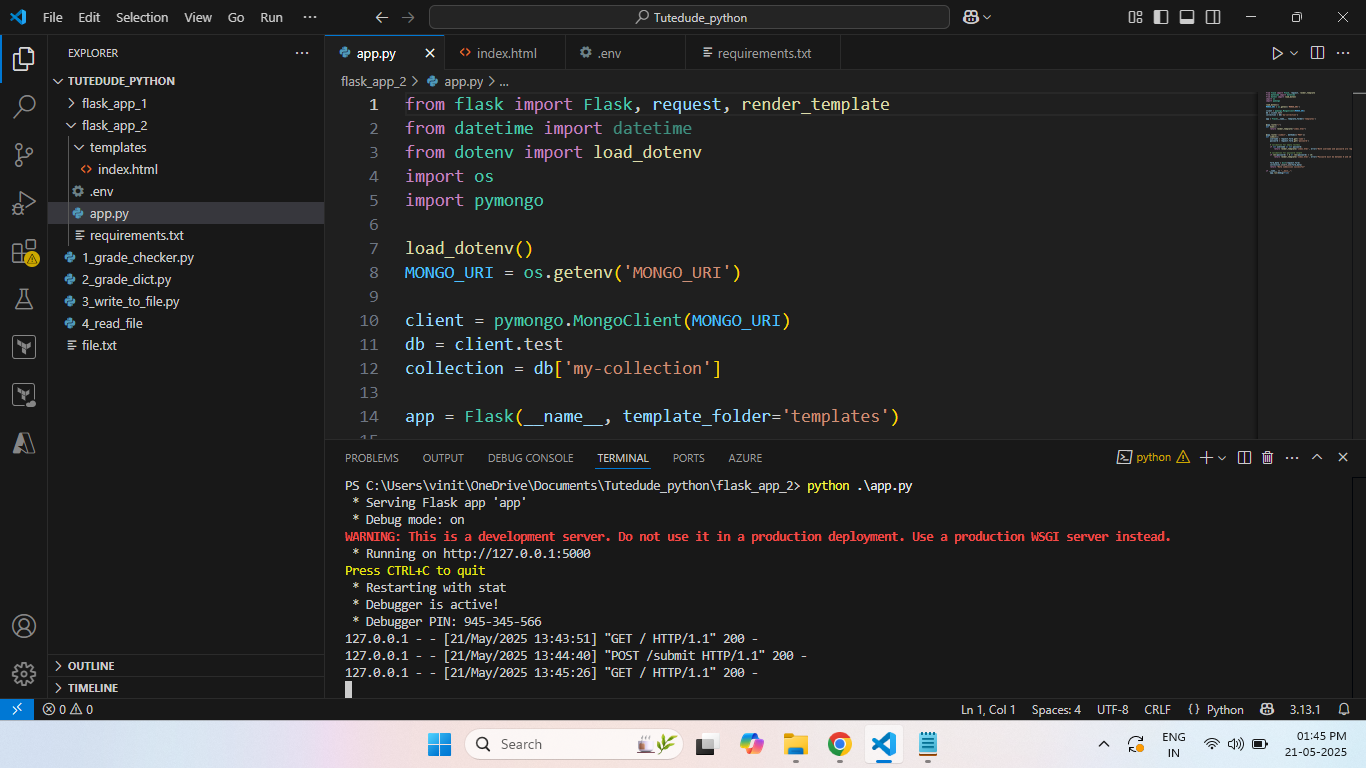 File Edit Selection View Go Run ···
Tutedude_python
EXPLORER ···
TUTEDUDE_PYTHON
flask_app_1
flask_app_2
templates
index.html
.env
app.py
requirements.txt
1_grade_checker.py
2_grade_dict.py
3_write_to_file.py
4_read_file
file.txt
OUTLINE
TIMELINE
app.py
index.html
.env
requirements.txt
flask_app_2 > app.py > ...
1 from flask import Flask, request, render_template
2 from datetime import datetime
3 from dotenv import load_dotenv
4 import os
5 import pymongo
6
7 load_dotenv()
8 MONGO_URI = os.getenv('MONGO_URI')
9
10 client = pymongo.MongoClient(MONGO_URI)
11 db = client.test
12 collection = db['my-collection']
13
14 app = Flask(__name__, template_folder='templates')
15
PROBLEMS OUTPUT DEBUG CONSOLE TERMINAL PORTS AZURE
python
PS C:\Users\vinit\OneDrive\Documents\Tutedude_python\flask_app_2> python .\app.py
* Serving Flask app 'app'
* Debug mode: on
WARNING: This is a development server. Do not use it in a production deployment. Use a production WSGI server instead.
* Running on http://127.0.0.1:5000
Press CTRL+C to quit
* Restarting with stat
* Debugger is active!
* Debugger PIN: 945-345-566
127.0.0.1 - - [21/May/2025 13:43:51] "GET / HTTP/1.1" 200 -
127.0.0.1 - - [21/May/2025 13:44:40] "POST /submit HTTP/1.1" 200 -
127.0.0.1 - - [21/May/2025 13:45:26] "GET / HTTP/1.1" 200 -
0 0
Ln 1, Col 1 Spaces: 4 UTF-8 CRLF {} Python 3.13.1
Search
ENG
IN
01:45 PM
21-05-2025